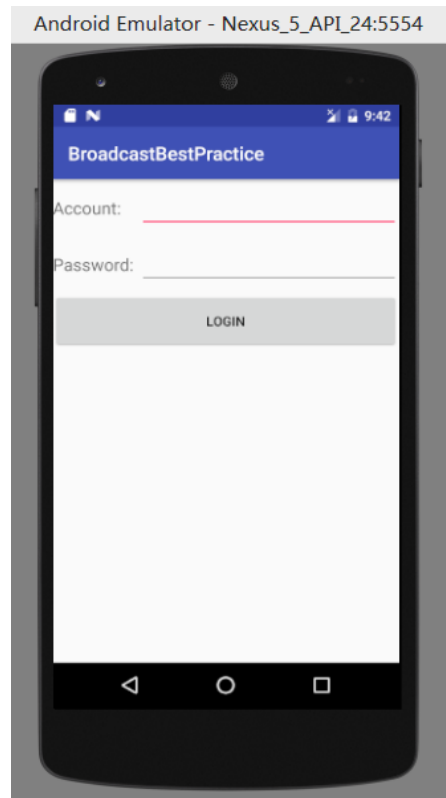 Android Emulator - Nexus_5_API_24:5554
9:42
BroadcastBestPractice
Account:
Password:
LOGIN